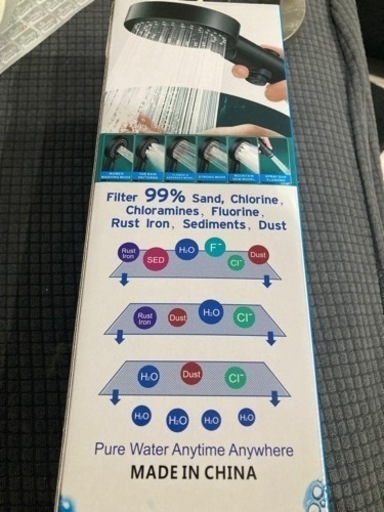 Filter 99% Sand, Chlorine,
Chloramines, Fluorine,
Rust Iron, Sediments, Dust
Rust Iron SED H₂O F⁻ Cl⁻ Dust
Rust Iron Dust H₂O Cl⁻
H₂O Dust Cl⁻
H₂O H₂O H₂O H₂O
Pure Water Anytime Anywhere
MADE IN CHINA